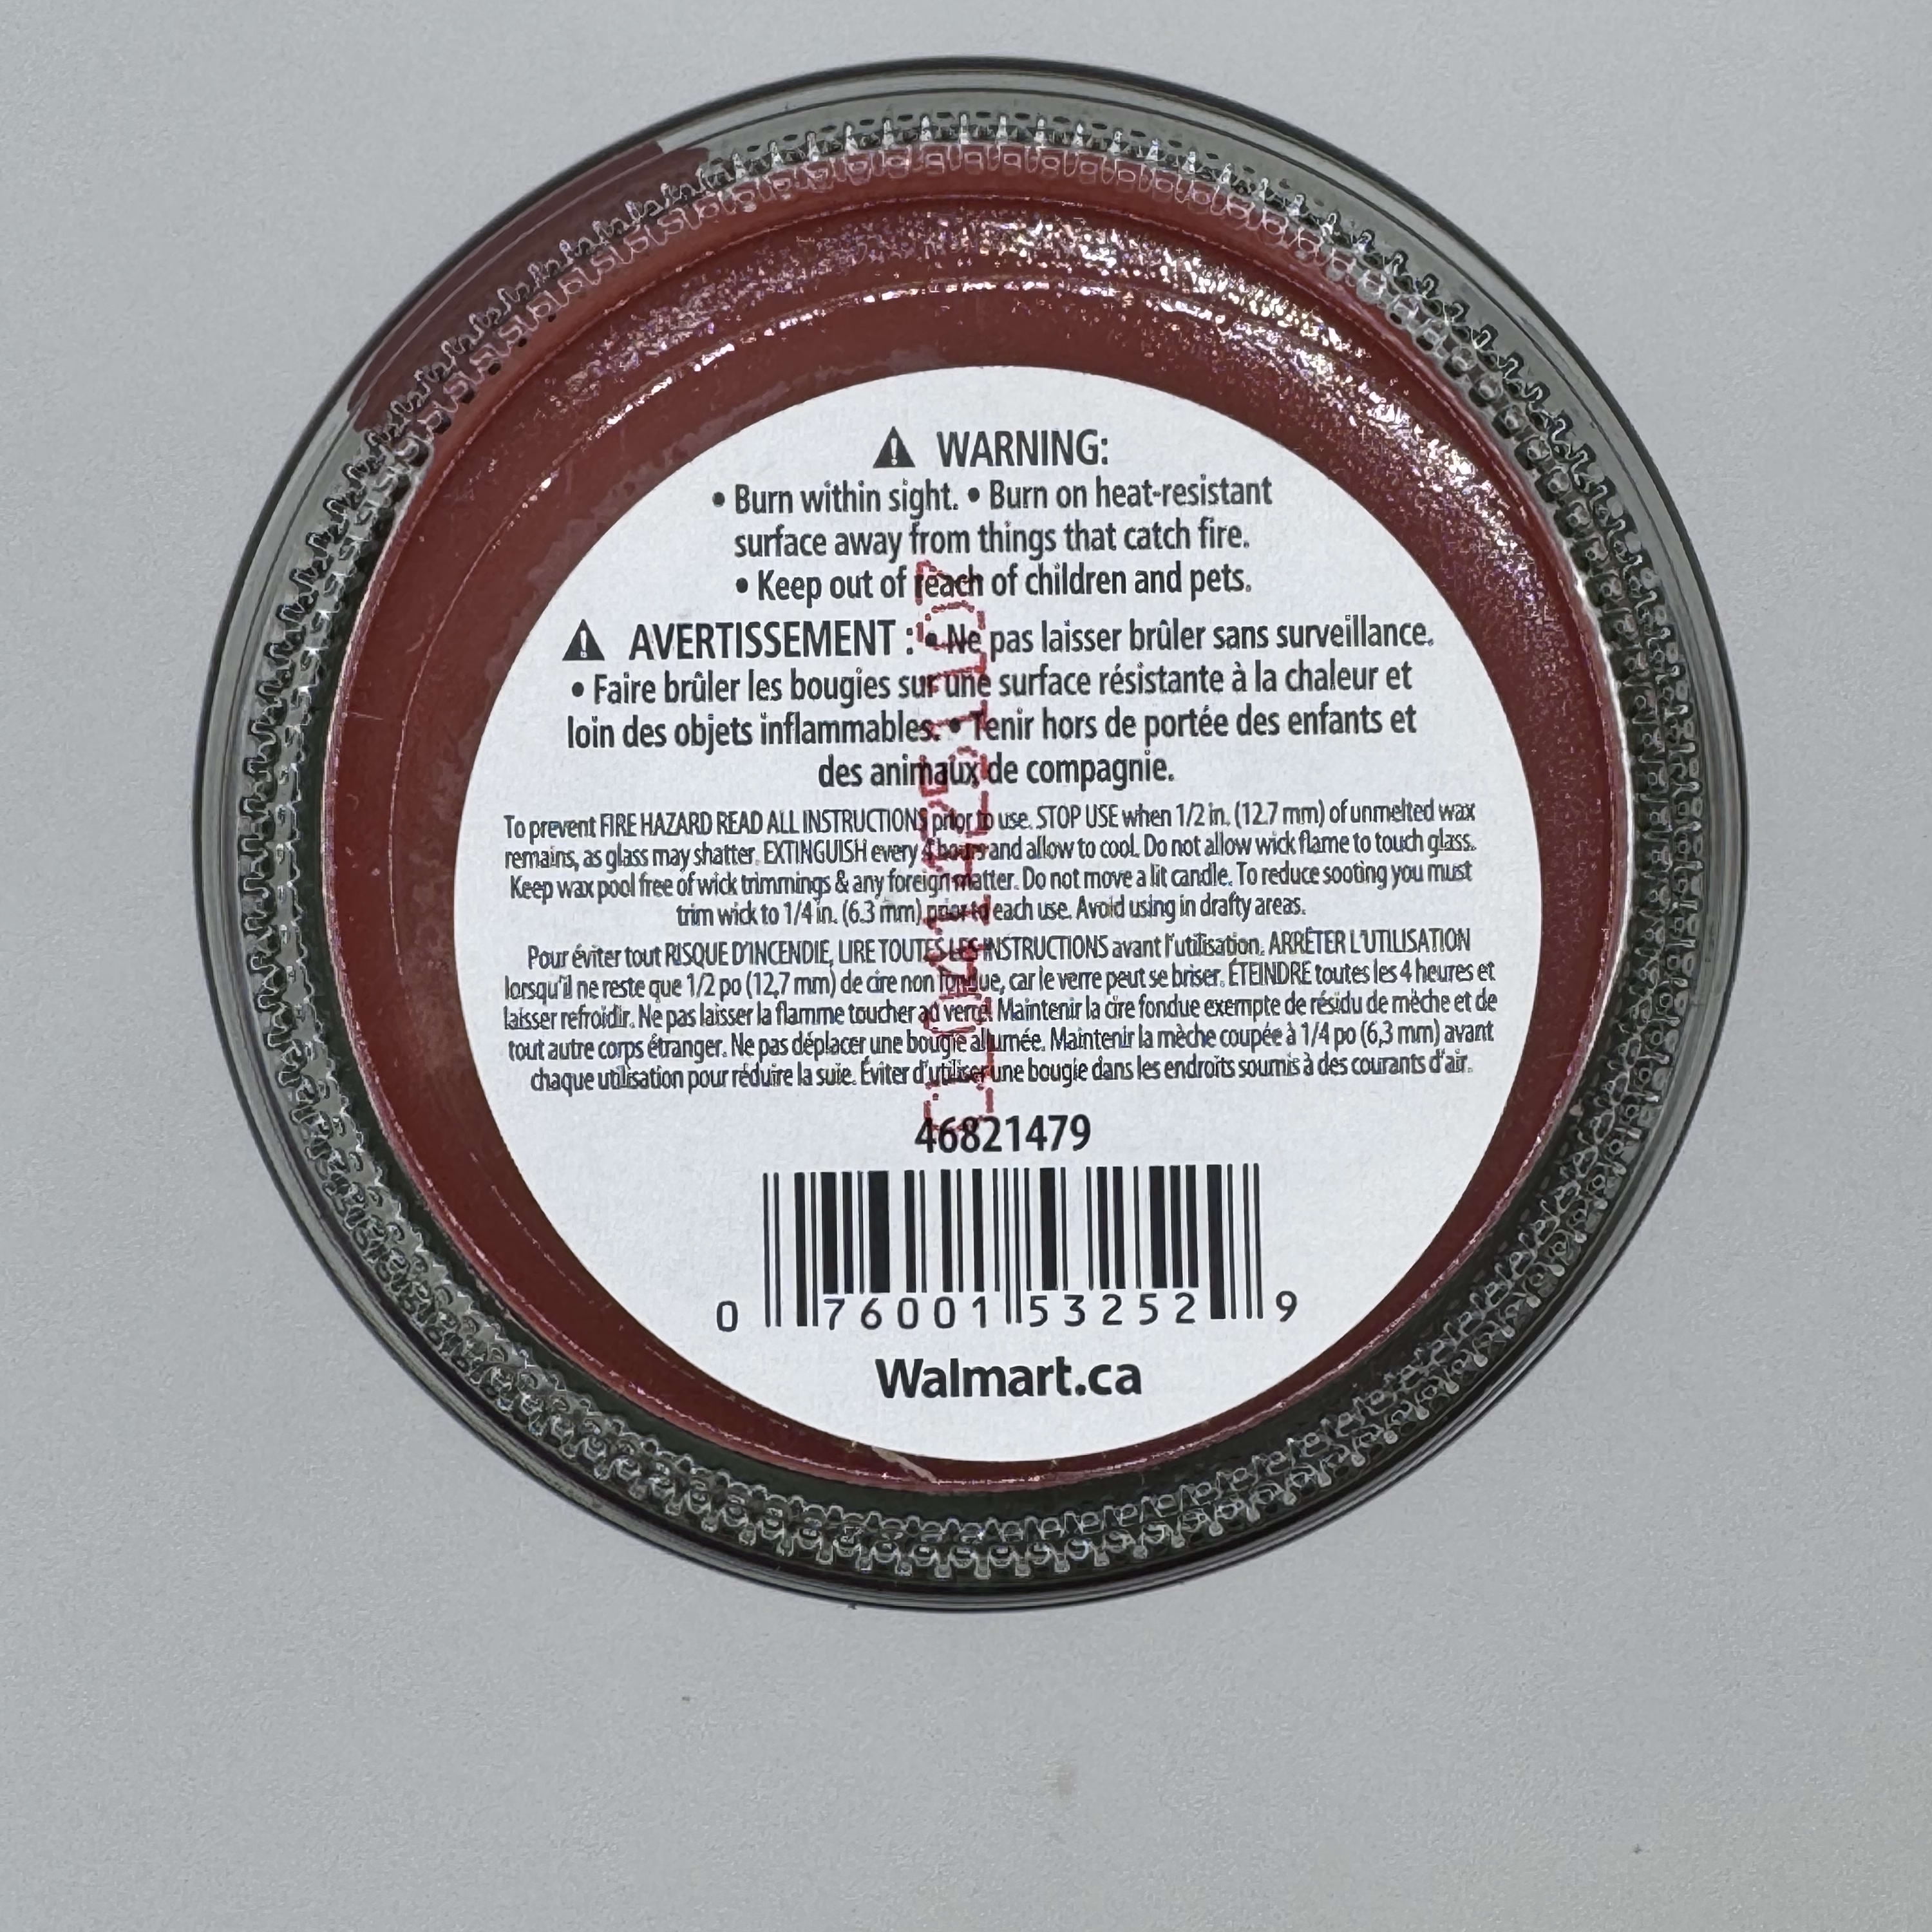 ⚠ WARNING:
• Burn within sight. • Burn on heat-resistant
surface away from things that catch fire.
• Keep out of reach of children and pets.
⚠ AVERTISSEMENT : • Ne pas laisser brûler sans surveillance.
• Faire brûler les bougies sur une surface résistante à la chaleur et
loin des objets inflammables. • Tenir hors de portée des enfants et
des animaux de compagnie.
To prevent FIRE HAZARD READ ALL INSTRUCTIONS prior to use. STOP USE when 1/2 in. (12.7 mm) of unmelted wax
remains, as glass may shatter. EXTINGUISH every 4 hours and allow to cool. Do not allow wick flame to touch glass.
Keep wax pool free of wick trimmings & any foreign matter. Do not move a lit candle. To reduce sooting you must
trim wick to 1/4 in. (6.3 mm) prior to each use. Avoid using in drafty areas.
Pour éviter tout RISQUE D'INCENDIE, LIRE TOUTES LES INSTRUCTIONS avant l'utilisation. ARRÊTER L'UTILISATION
lorsqu'il ne reste que 1/2 po (12,7 mm) de cire non fondue, car le verre peut se briser. ÉTEINDRE toutes les 4 heures et
laisser refroidir. Ne pas laisser la flamme toucher au verre. Maintenir la cire fondue exempte de résidu de mèche et de
tout autre corps étranger. Ne pas déplacer une bougie allumée. Maintenir la mèche coupée à 1/4 po (6,3 mm) avant
chaque utilisation pour réduire la suie. Éviter d'utiliser une bougie dans les endroits soumis à des courants d'air.
46821479
0 76001 53252 9
Walmart.ca